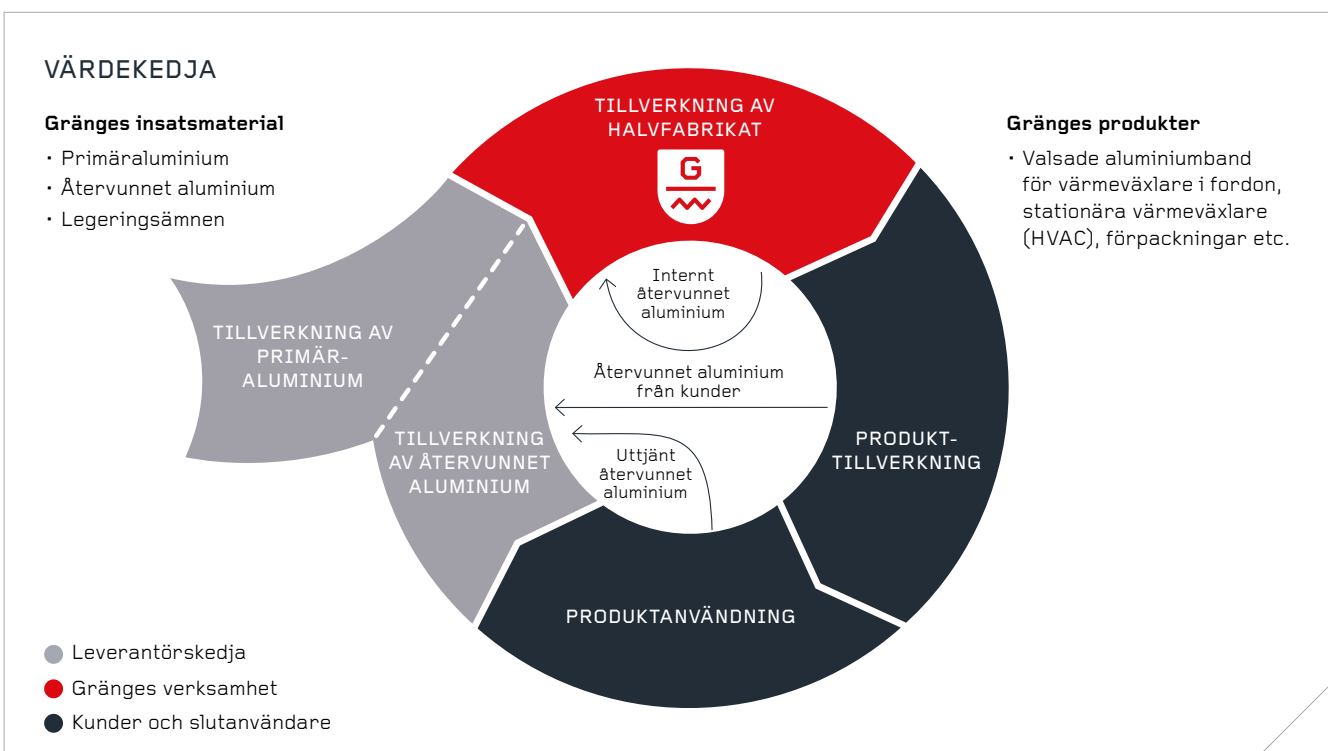 VÄRDEKEDJA
Gränges insatsmaterial
· Primäraluminium
· Återvunnet aluminium
· Legeringsämnen
TILLVERKNING AV
HALVFABRIKAT
G
Gränges produkter
· Valsade aluminiumband
för värmeväxlare i fordon,
stationära värmeväxlare
(HVAC), förpackningar etc.
TILLVERKNING AV
PRIMÄR-
ALUMINIUM
TILLVERKNING
AV ÅTERVUNNET
ALUMINIUM
Internt
återvunnet
aluminium
Återvunnet aluminium
från kunder
Uttjänt
återvunnet
aluminium
PRODUKT-
TILLVERKNING
PRODUKTANVÄNDNING
Leverantörskedja
Gränges verksamhet
Kunder och slutanvändare